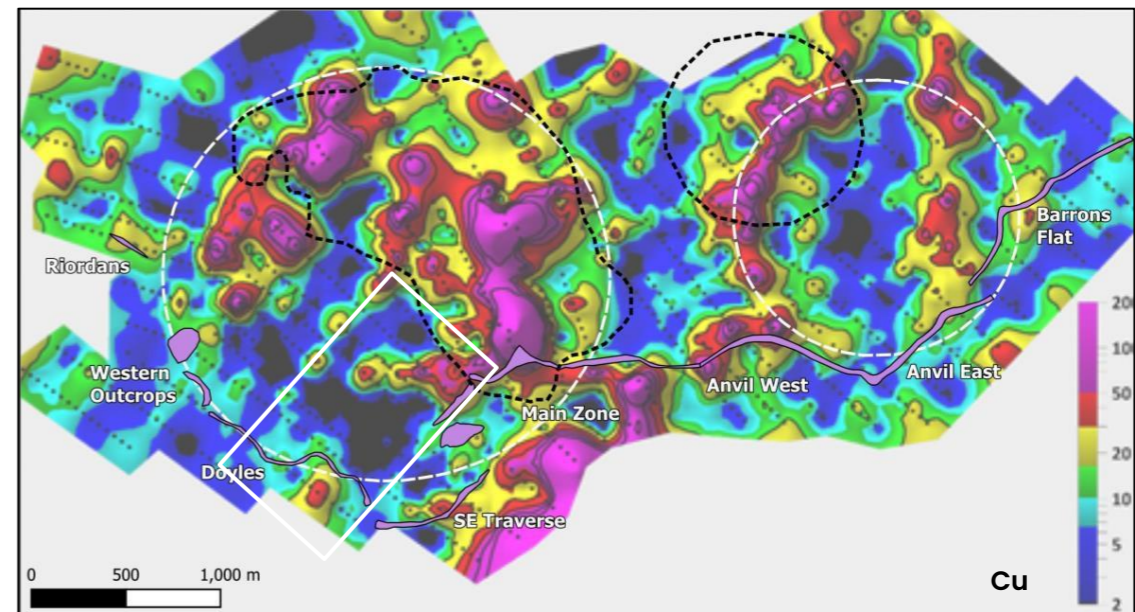 Riordans
Western
Outcrops
Doyles
SE Traverse
Main Zone
Anvil West
Anvil East
Barrons
Flat
20
10
50
20
10
5
2
0 500 1,000 m
Cu